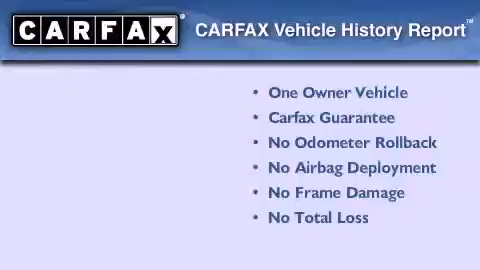 CARFAX® CARFAX Vehicle History Report™
• One Owner Vehicle
• Carfax Guarantee
• No Odometer Rollback
• No Airbag Deployment
• No Frame Damage
• No Total Loss